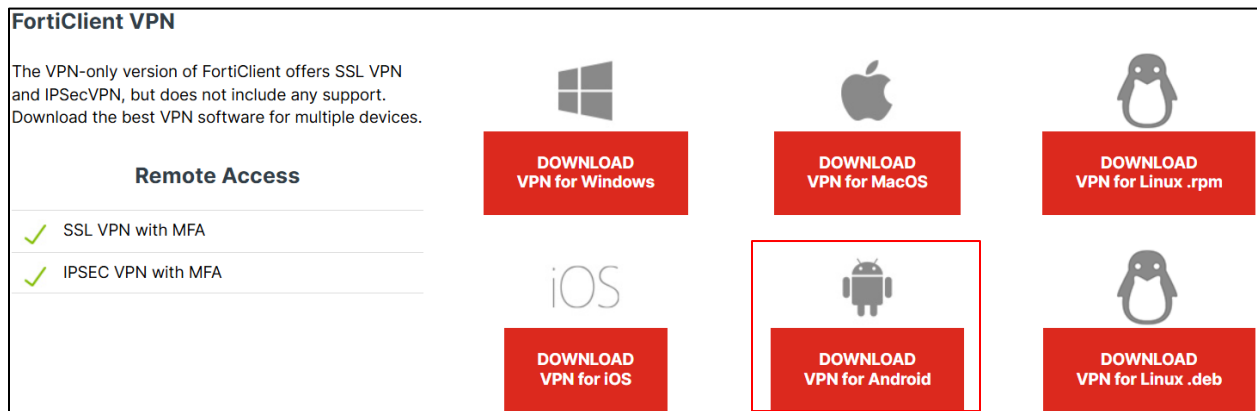 FortiClient VPN
The VPN-only version of FortiClient offers SSL VPN
and IPSecVPN, but does not include any support.
Download the best VPN software for multiple devices.
Remote Access
SSL VPN with MFA
IPSEC VPN with MFA
DOWNLOAD
VPN for Windows
DOWNLOAD
VPN for MacOS
DOWNLOAD
VPN for Linux .rpm
iOS
DOWNLOAD
VPN for iOS
DOWNLOAD
VPN for Android
DOWNLOAD
VPN for Linux .deb